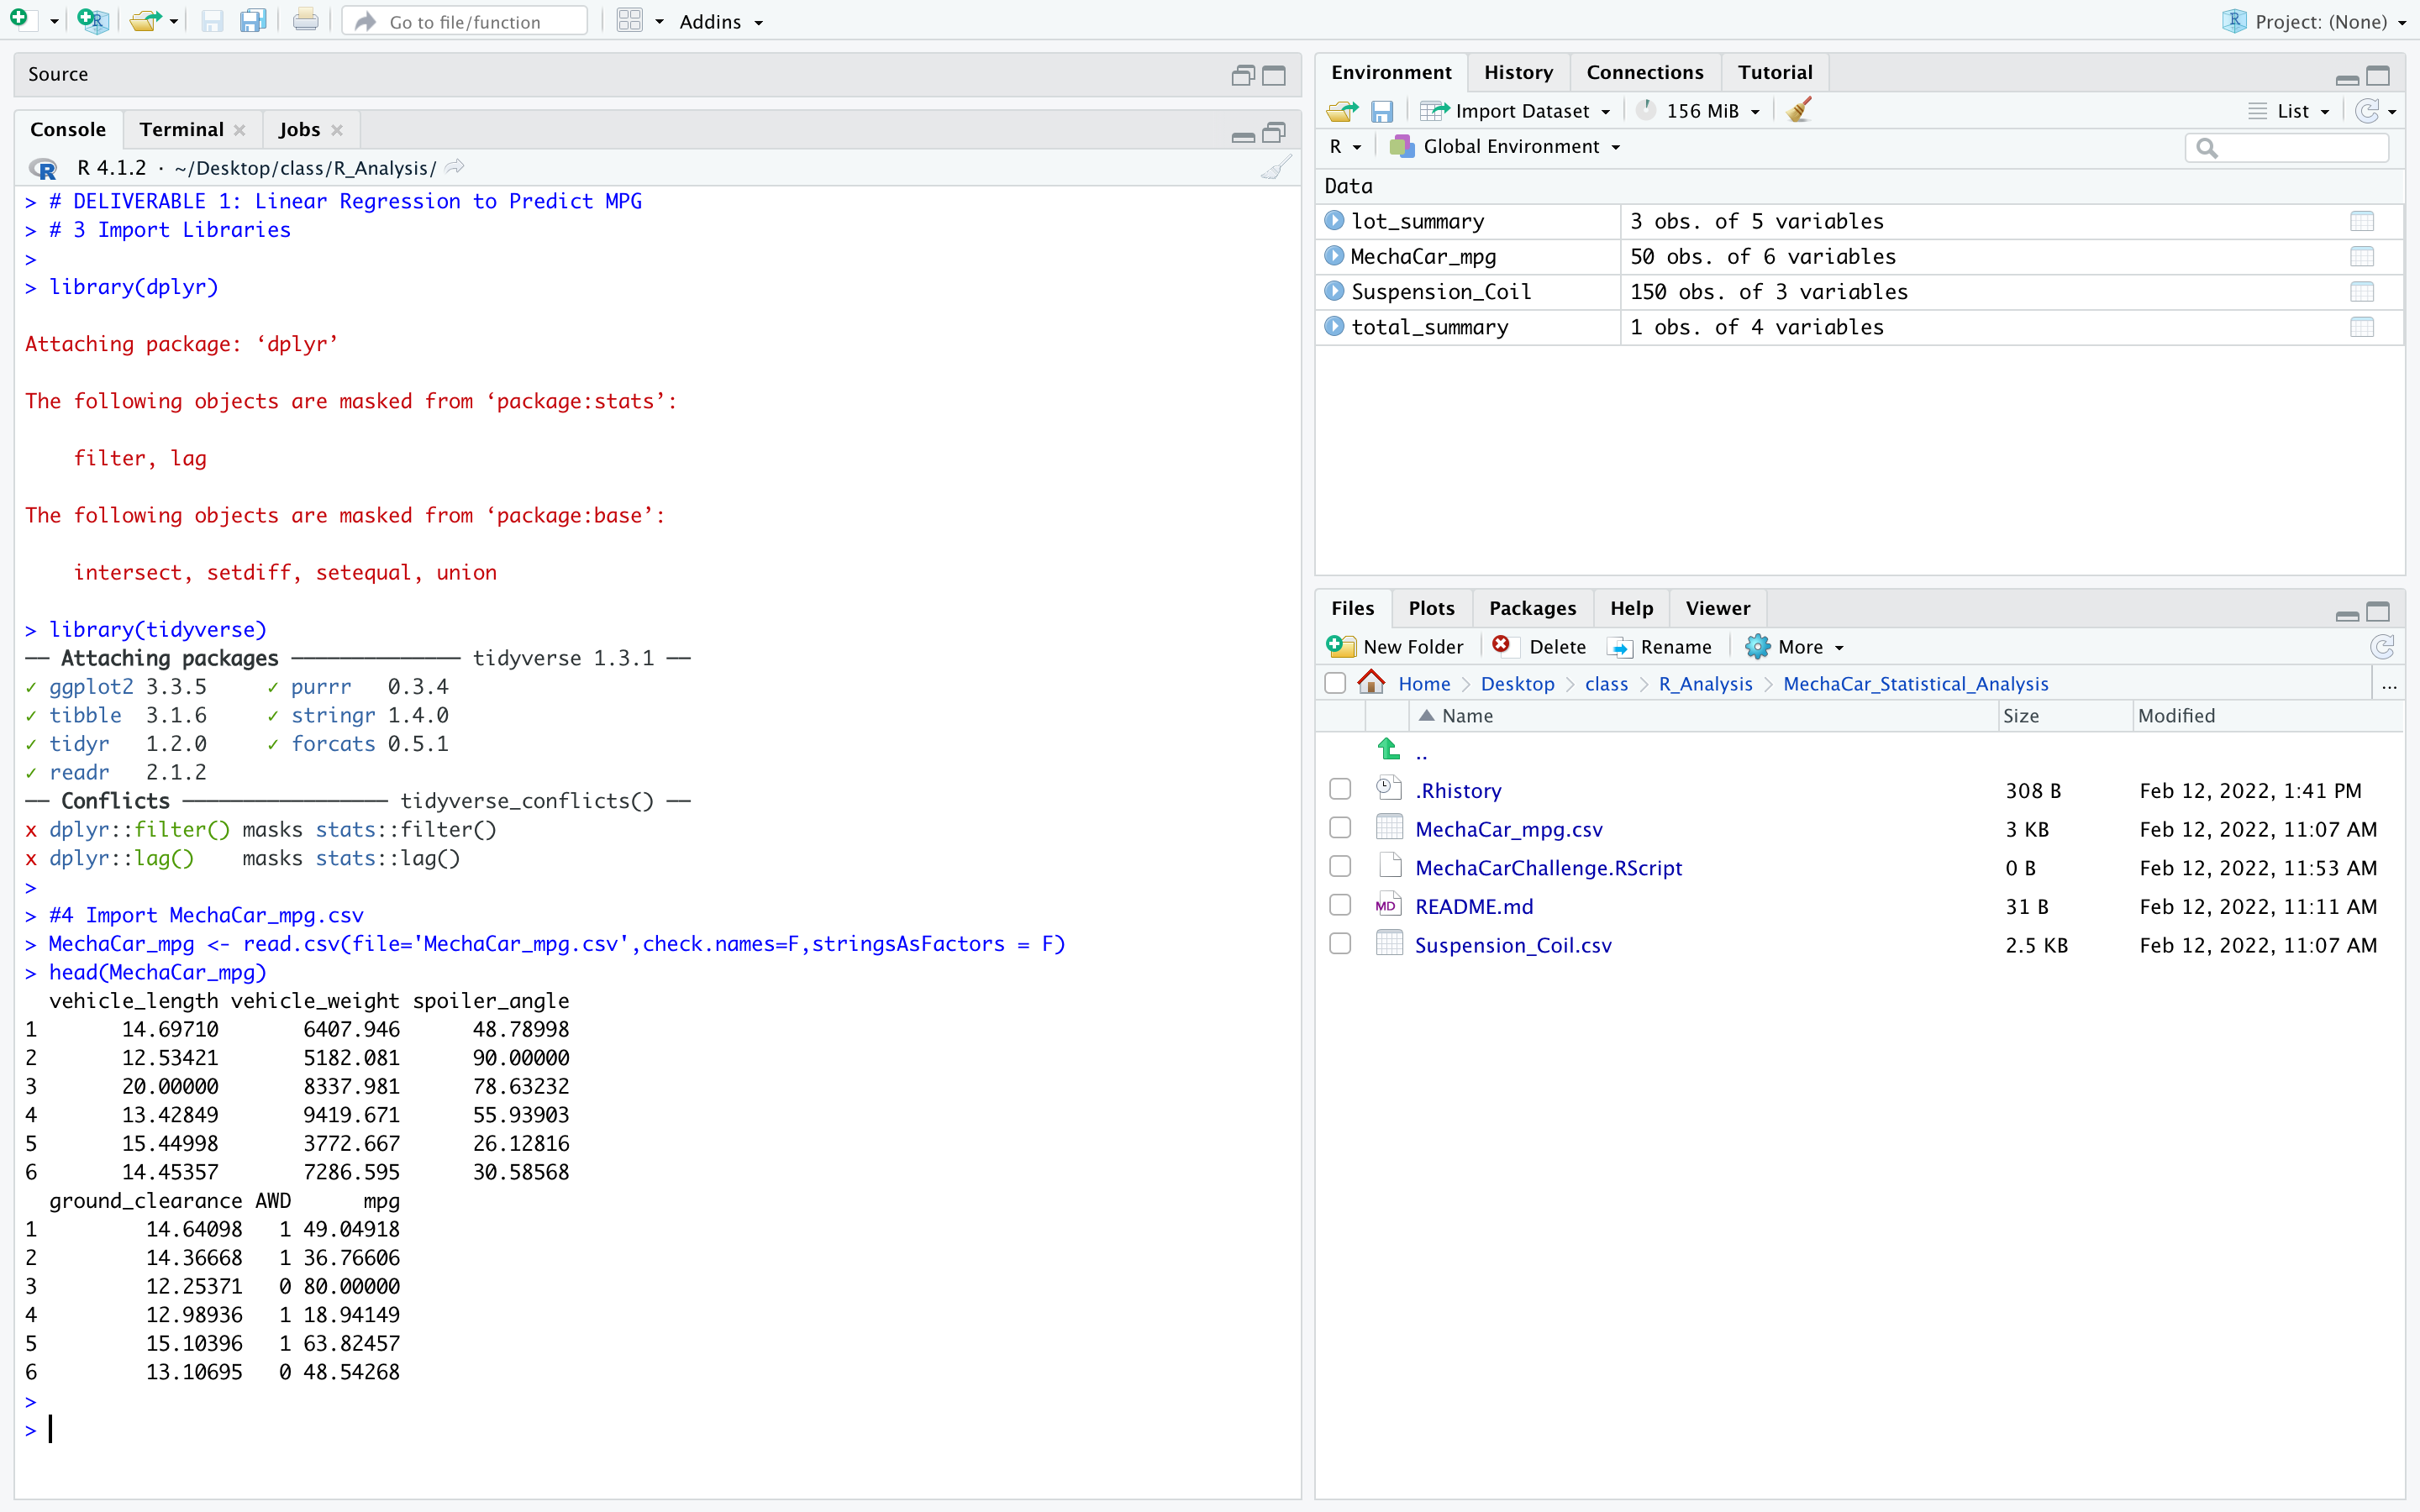 Go to file/function
Addins
Project: (None)
Source
Console Terminal Jobs
R 4.1.2 · ~/Desktop/class/R_Analysis/
> # DELIVERABLE 1: Linear Regression to Predict MPG
> # 3 Import Libraries
>
> library(dplyr)
Attaching package: ‘dplyr’
The following objects are masked from ‘package:stats’:
    filter, lag
The following objects are masked from ‘package:base’:
    intersect, setdiff, setequal, union
> library(tidyverse)
── Attaching packages ────────────── tidyverse 1.3.1 ──
✓ ggplot2 3.3.5     ✓ purrr   0.3.4
✓ tibble  3.1.6     ✓ stringr 1.4.0
✓ tidyr   1.2.0     ✓ forcats 0.5.1
✓ readr   2.1.2
── Conflicts ───────────────── tidyverse_conflicts() ──
x dplyr::filter() masks stats::filter()
x dplyr::lag()    masks stats::lag()
>
> #4 Import MechaCar_mpg.csv
> MechaCar_mpg <- read.csv(file='MechaCar_mpg.csv',check.names=F,stringsAsFactors = F)
> head(MechaCar_mpg)
  vehicle_length vehicle_weight spoiler_angle
1       14.69710       6407.946      48.78998
2       12.53421       5182.081      90.00000
3       20.00000       8337.981      78.63232
4       13.42849       9419.671      55.93903
5       15.44998       3772.667      26.12816
6       14.45357       7286.595      30.58568
  ground_clearance AWD      mpg
1         14.64098   1 49.04918
2         14.36668   1 36.76606
3         12.25371   0 80.00000
4         12.98936   1 18.94149
5         15.10396   1 63.82457
6         13.10695   0 48.54268
>
>
Environment History Connections Tutorial
Import Dataset 156 MiB List
R Global Environment
Data
lot_summary 3 obs. of 5 variables
MechaCar_mpg 50 obs. of 6 variables
Suspension_Coil 150 obs. of 3 variables
total_summary 1 obs. of 4 variables
Files Plots Packages Help Viewer
New Folder Delete Rename More
Home Desktop class R_Analysis MechaCar_Statistical_Analysis ...
Name Size Modified
..
.Rhistory 308 B Feb 12, 2022, 1:41 PM
MechaCar_mpg.csv 3 KB Feb 12, 2022, 11:07 AM
MechaCarChallenge.RScript 0 B Feb 12, 2022, 11:53 AM
MD README.md 31 B Feb 12, 2022, 11:11 AM
Suspension_Coil.csv 2.5 KB Feb 12, 2022, 11:07 AM